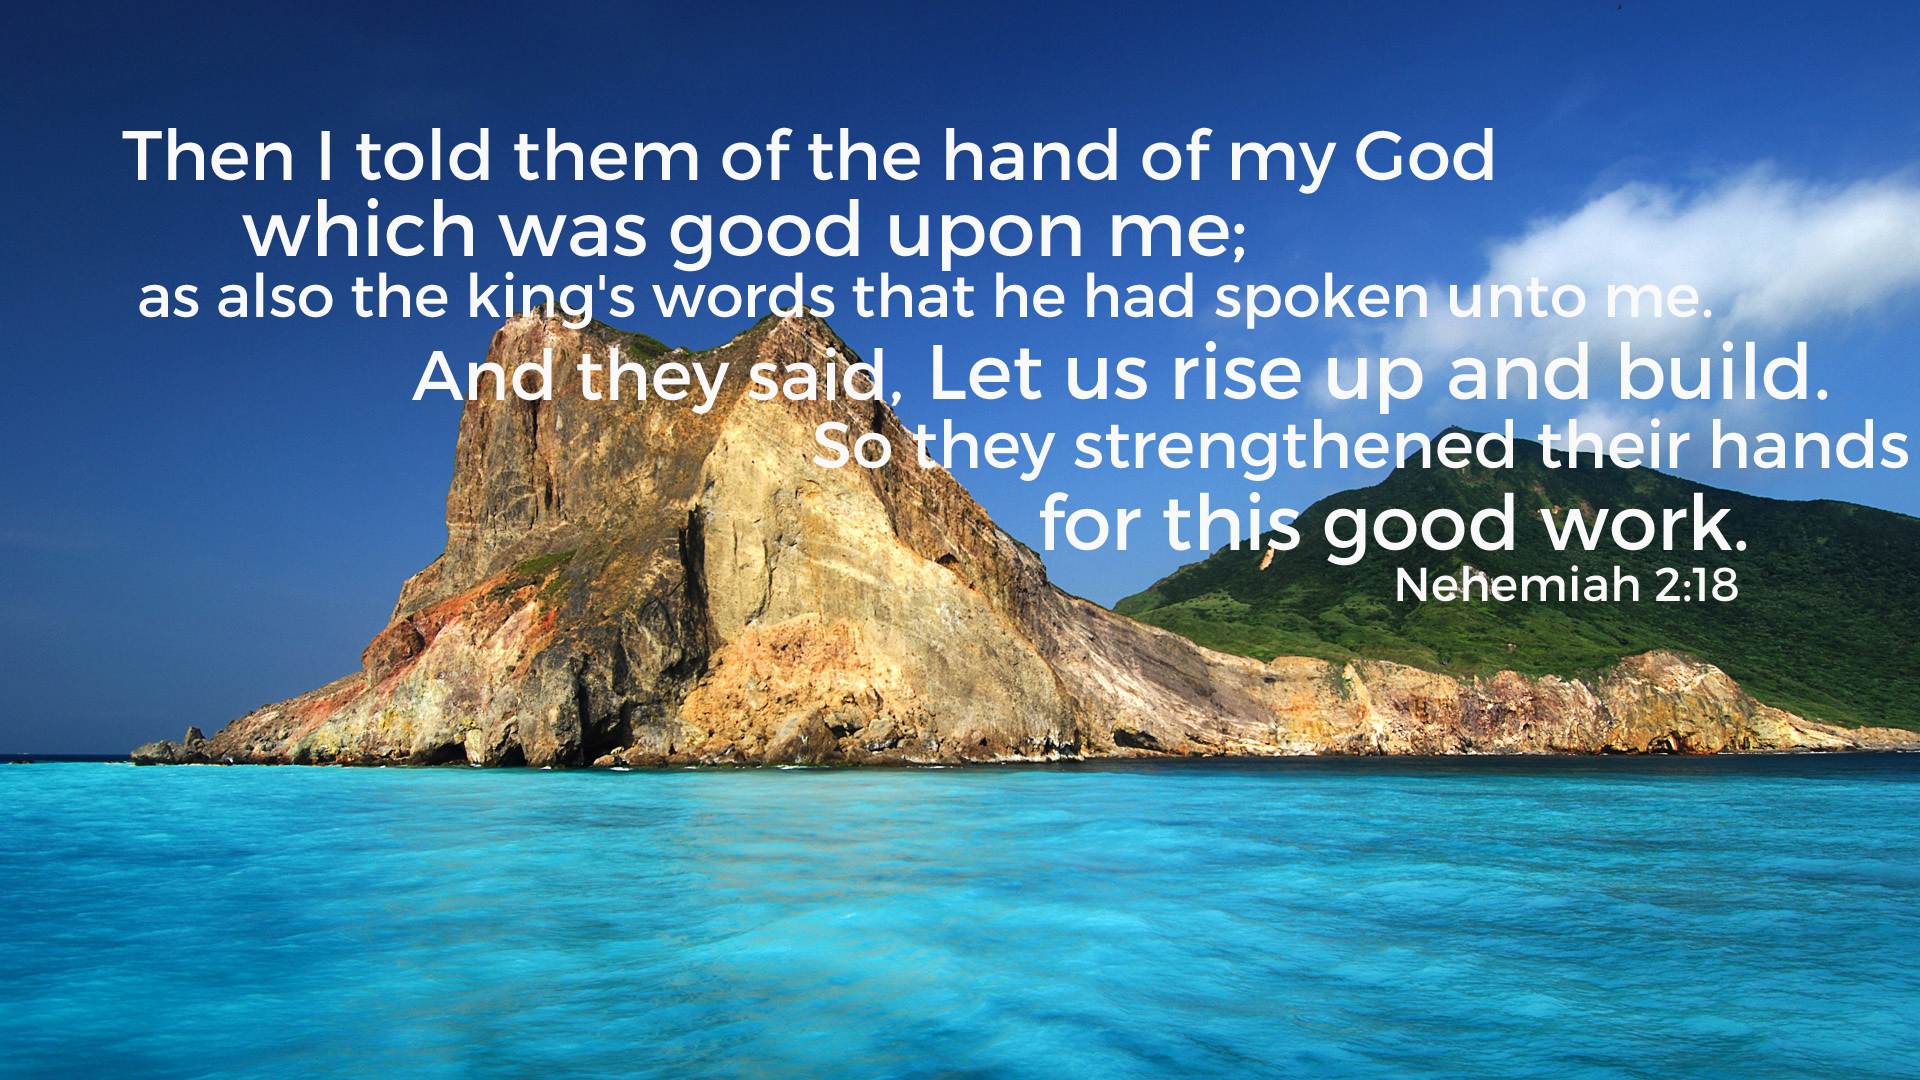 Then I told them of the hand of my God
which was good upon me;
as also the king's words that he had spoken unto me.
And they said, Let us rise up and build.
So they strengthened their hands
for this good work.
Nehemiah 2:18